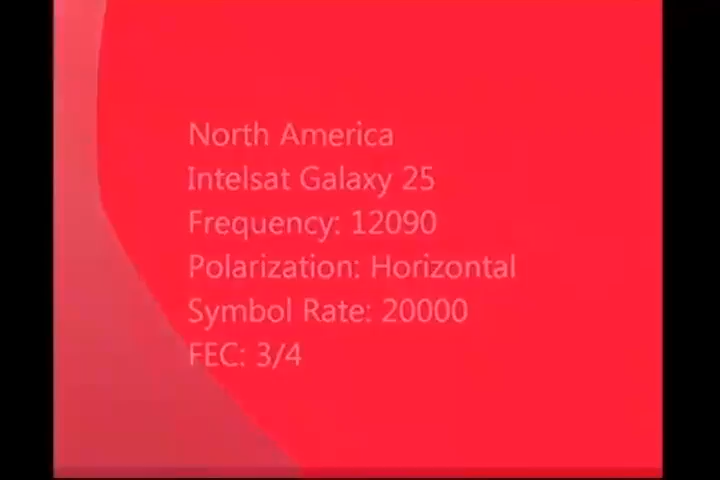 North America
Intelsat Galaxy 25
Frequency: 12090
Polarization: Horizontal
Symbol Rate: 20000
FEC: 3/4